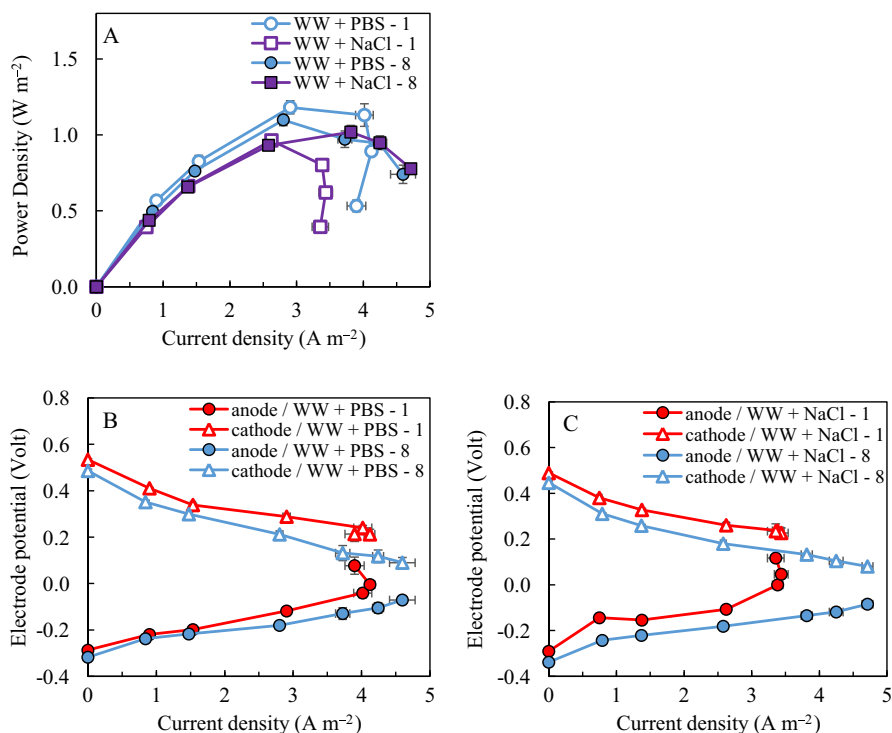 A
WW + PBS - 1
WW + NaCl - 1
WW + PBS - 8
WW + NaCl - 8
Power Density (W m⁻²)
1.5
1.0
0.5
0.0
0 1 2 3 4 5
Current density (A m⁻²)
B
anode / WW + PBS - 1
cathode / WW + PBS - 1
anode / WW + PBS - 8
cathode / WW + PBS - 8
Electrode potential (Volt)
0.8
0.6
0.4
0.2
0.0
-0.2
-0.4
0 1 2 3 4 5
Current density (A m⁻²)
C
anode / WW + NaCl - 1
cathode / WW + NaCl - 1
anode / WW + NaCl - 8
cathode / WW + NaCl - 8
Electrode potential (Volt)
0.8
0.6
0.4
0.2
0.0
-0.2
-0.4
0 1 2 3 4 5
Current density (A m⁻²)